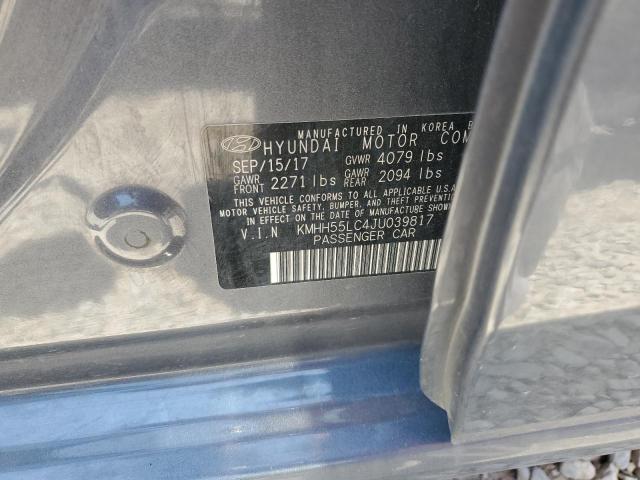 MANUFACTURED IN KOREA B
HYUNDAI MOTOR COM
SEP/15/17 GVWR 4079 lbs
GAWR FRONT 2271 lbs GAWR REAR 2094 lbs
THIS VEHICLE CONFORMS TO ALL APPLICABLE U.S.A
MOTOR VEHICLE SAFETY, BUMPER, AND THEFT PREVENTI
IN EFFECT ON THE DATE OF MANUFACTURE SHOWN
V.I.N KMHH55LC4JU039817
PASSENGER CAR